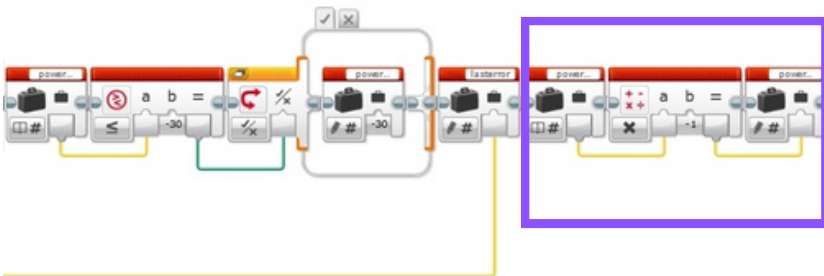 power...
power...
lasterror
power...
power...
a b =
a b =
#
≤
-30
#
-30
#
#
-1
#